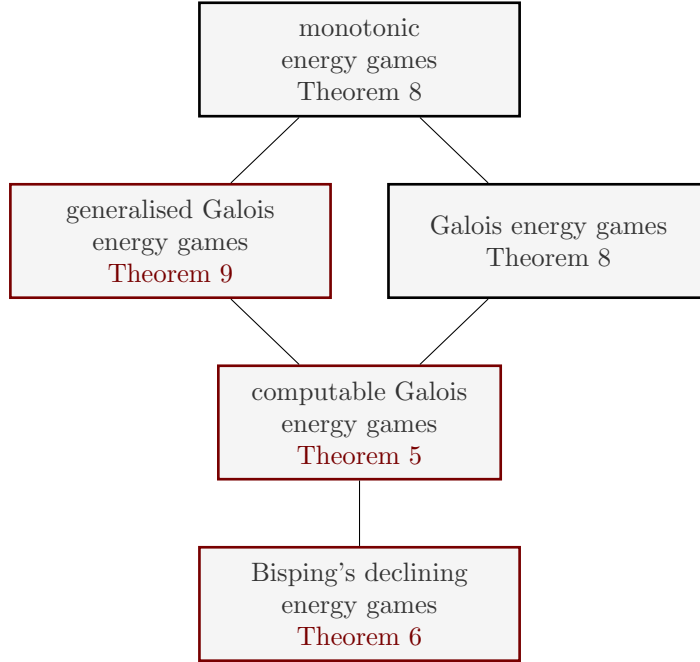 monotonic
energy games
Theorem 8
generalised Galois
energy games
Theorem 9
Galois energy games
Theorem 8
computable Galois
energy games
Theorem 5
Bisping's declining
energy games
Theorem 6